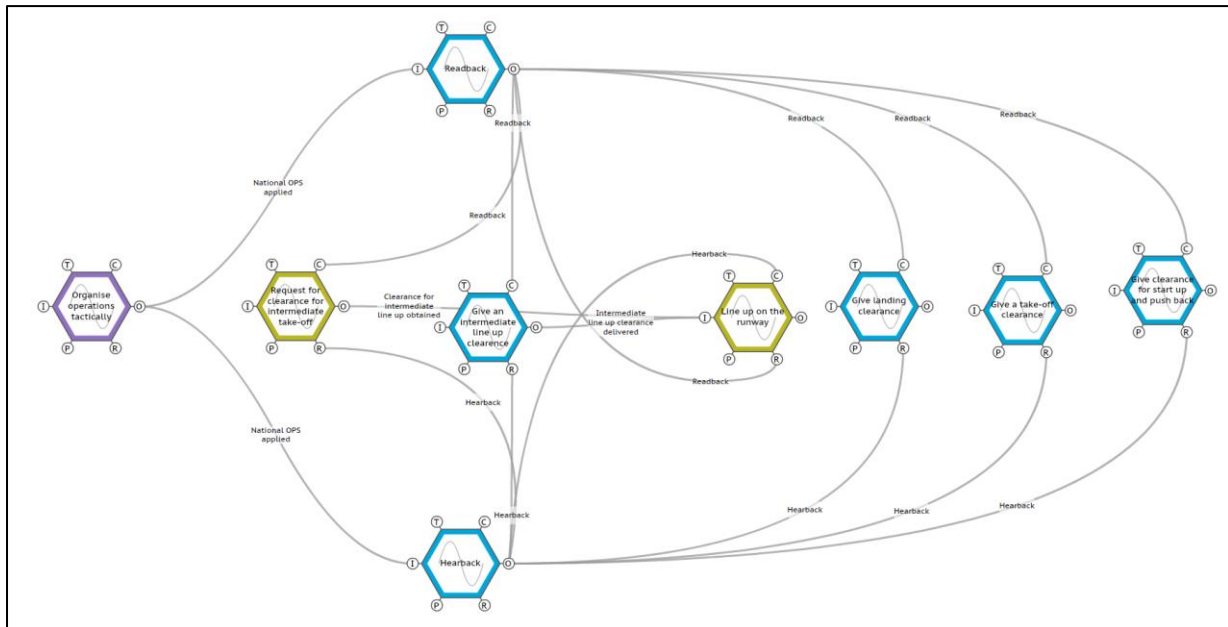 T
C
I
Readback
O
P
R
Readback
Readback
Readback
Readback
National OPS
applied
Readback
T
C
I
Organise
operations
tactically
O
P
R
T
C
I
Request for
clearance for
intermediate
take-off
O
P
R
Clearance for
intermediate
line up obtained
T
C
I
Give an
intermediate
line up
clearence
O
P
R
Hearback
Intermediate
line up clearance
delivered
T
C
I
Line up on the
runway
O
P
R
Readback
T
C
I
Give landing
clearance
O
P
R
T
C
I
Give a take-off
clearance
O
P
R
T
C
I
Give clearance
for start up
and push back
O
P
R
Hearback
National OPS
applied
Hearback
Hearback
Hearback
Hearback
T
C
I
Hearback
O
P
R